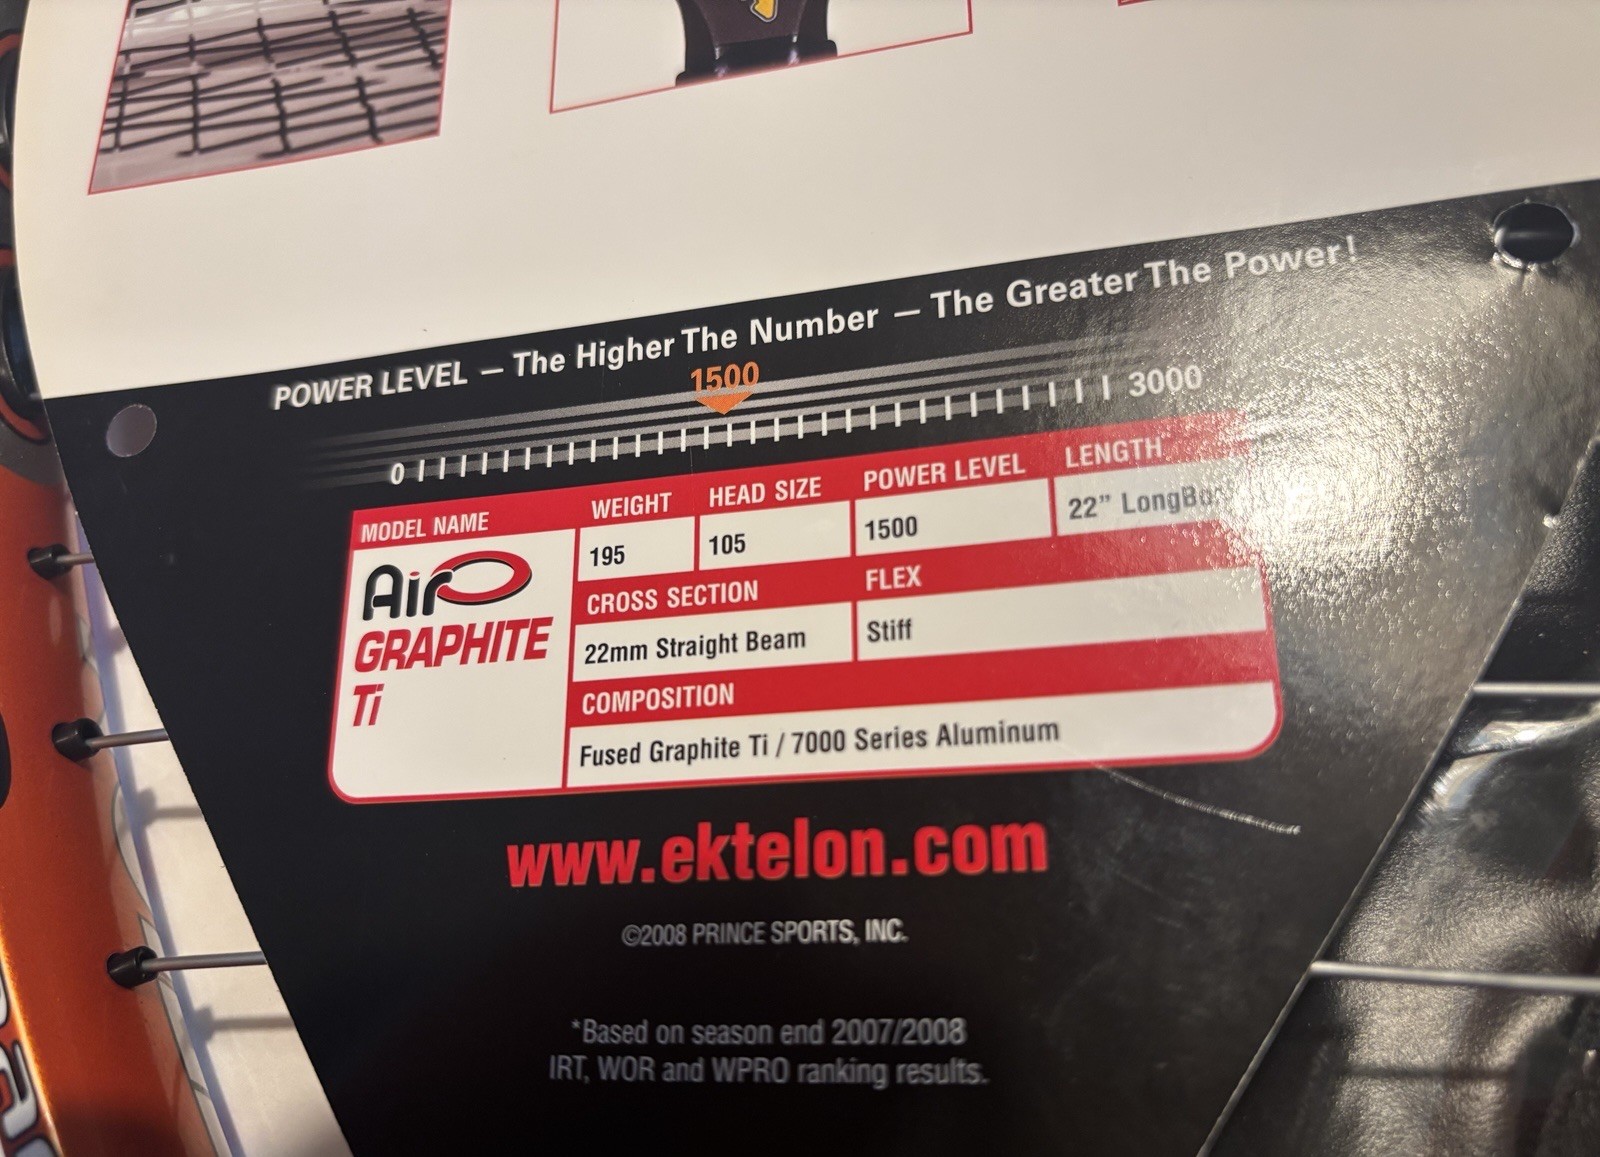 POWER LEVEL — The Higher The Number — The Greater The Power!
1500
0 3000
MODEL NAME WEIGHT HEAD SIZE POWER LEVEL LENGTH
Air GRAPHITE Ti 195 105 1500 22”
CROSS SECTION FLEX
22mm Straight Beam Stiff
COMPOSITION
Fused Graphite Ti / 7000 Series Aluminum
www.ektelon.com
©2008 PRINCE SPORTS, INC.
*Based on season end 2007/2008
IRT, WOR and WPRO ranking results.